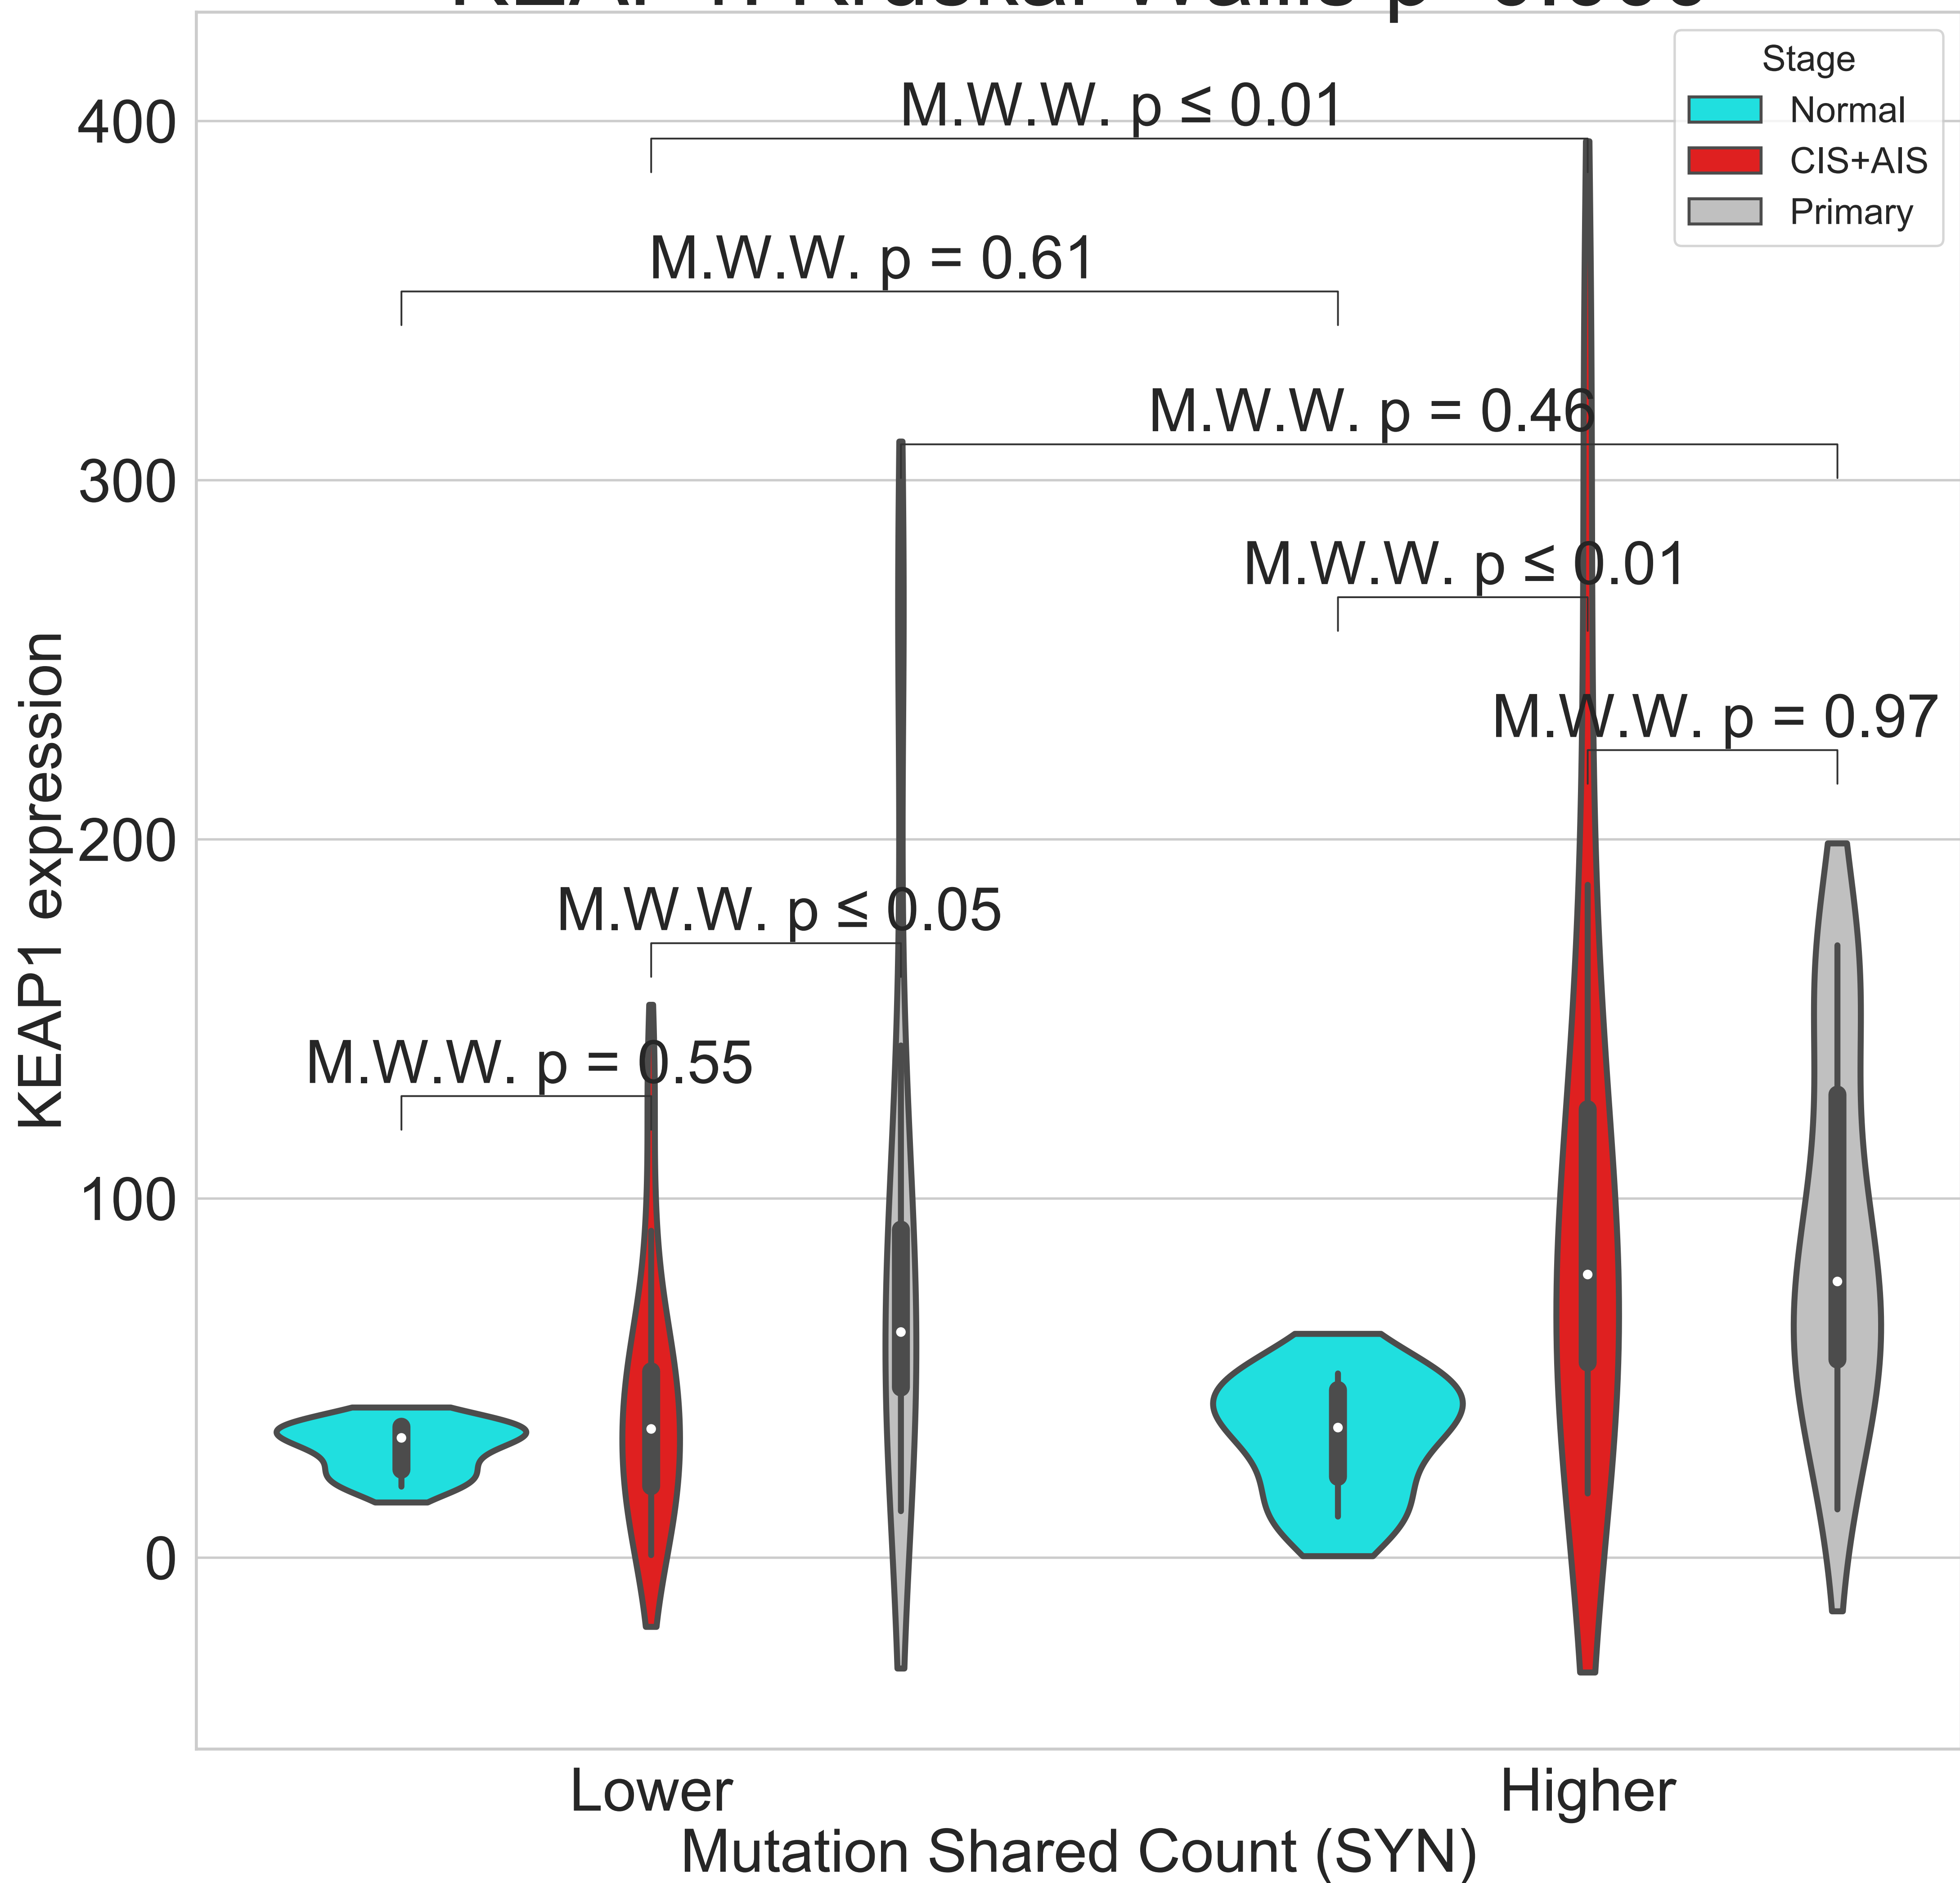 Stage
Normal
CIS+AIS
Primary
M.W.W. p ≤ 0.01
M.W.W. p = 0.61
M.W.W. p = 0.46
M.W.W. p ≤ 0.01
M.W.W. p = 0.97
M.W.W. p ≤ 0.05
M.W.W. p = 0.55
400
300
200
100
0
KEAP1 expression
Lower
Higher
Mutation Shared Count (SYN)